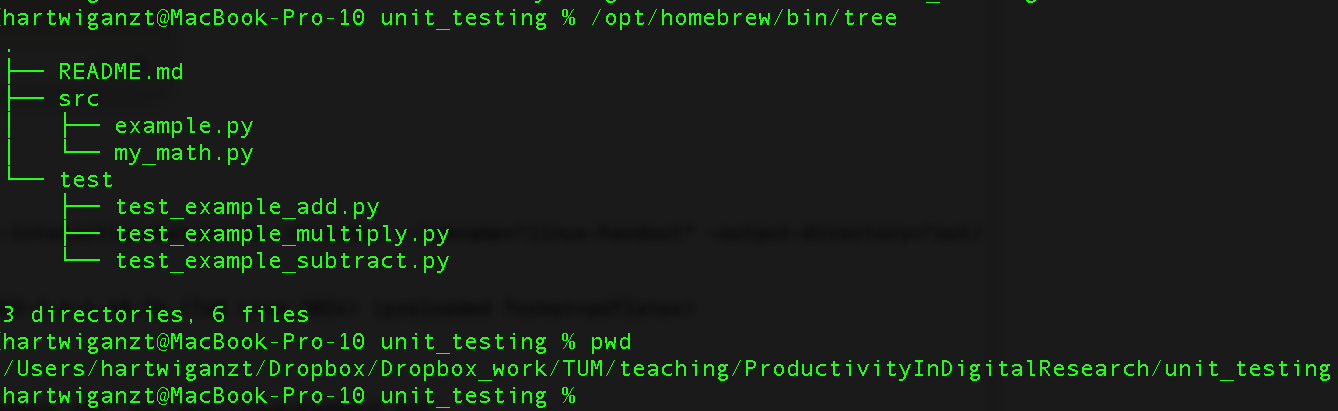 hartwiganzt@MacBook-Pro-10 unit_testing % /opt/homebrew/bin/tree
.
├── README.md
├── src
│   ├── example.py
│   └── my_math.py
└── test
    ├── test_example_add.py
    ├── test_example_multiply.py
    └── test_example_subtract.py
3 directories, 6 files
hartwiganzt@MacBook-Pro-10 unit_testing % pwd
/Users/hartwiganzt/Dropbox/Dropbox_work/TUM/teaching/ProductivityInDigitalResearch/unit_testing
hartwiganzt@MacBook-Pro-10 unit_testing %